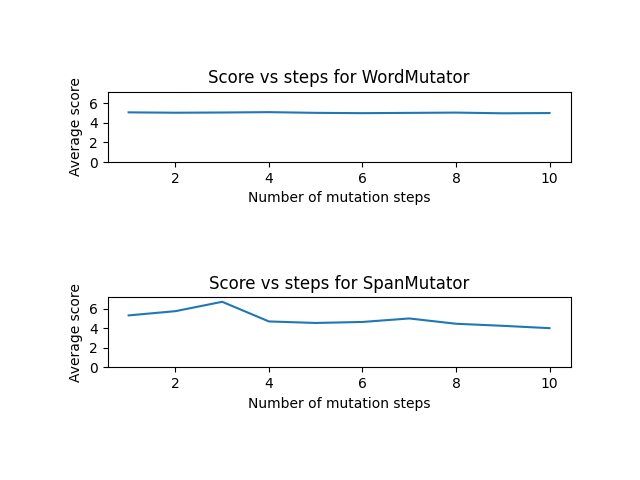 Score vs steps for WordMutator
Average score
6
4
2
0
2 4 6 8 10
Number of mutation steps
Score vs steps for SpanMutator
Average score
6
4
2
0
2 4 6 8 10
Number of mutation steps